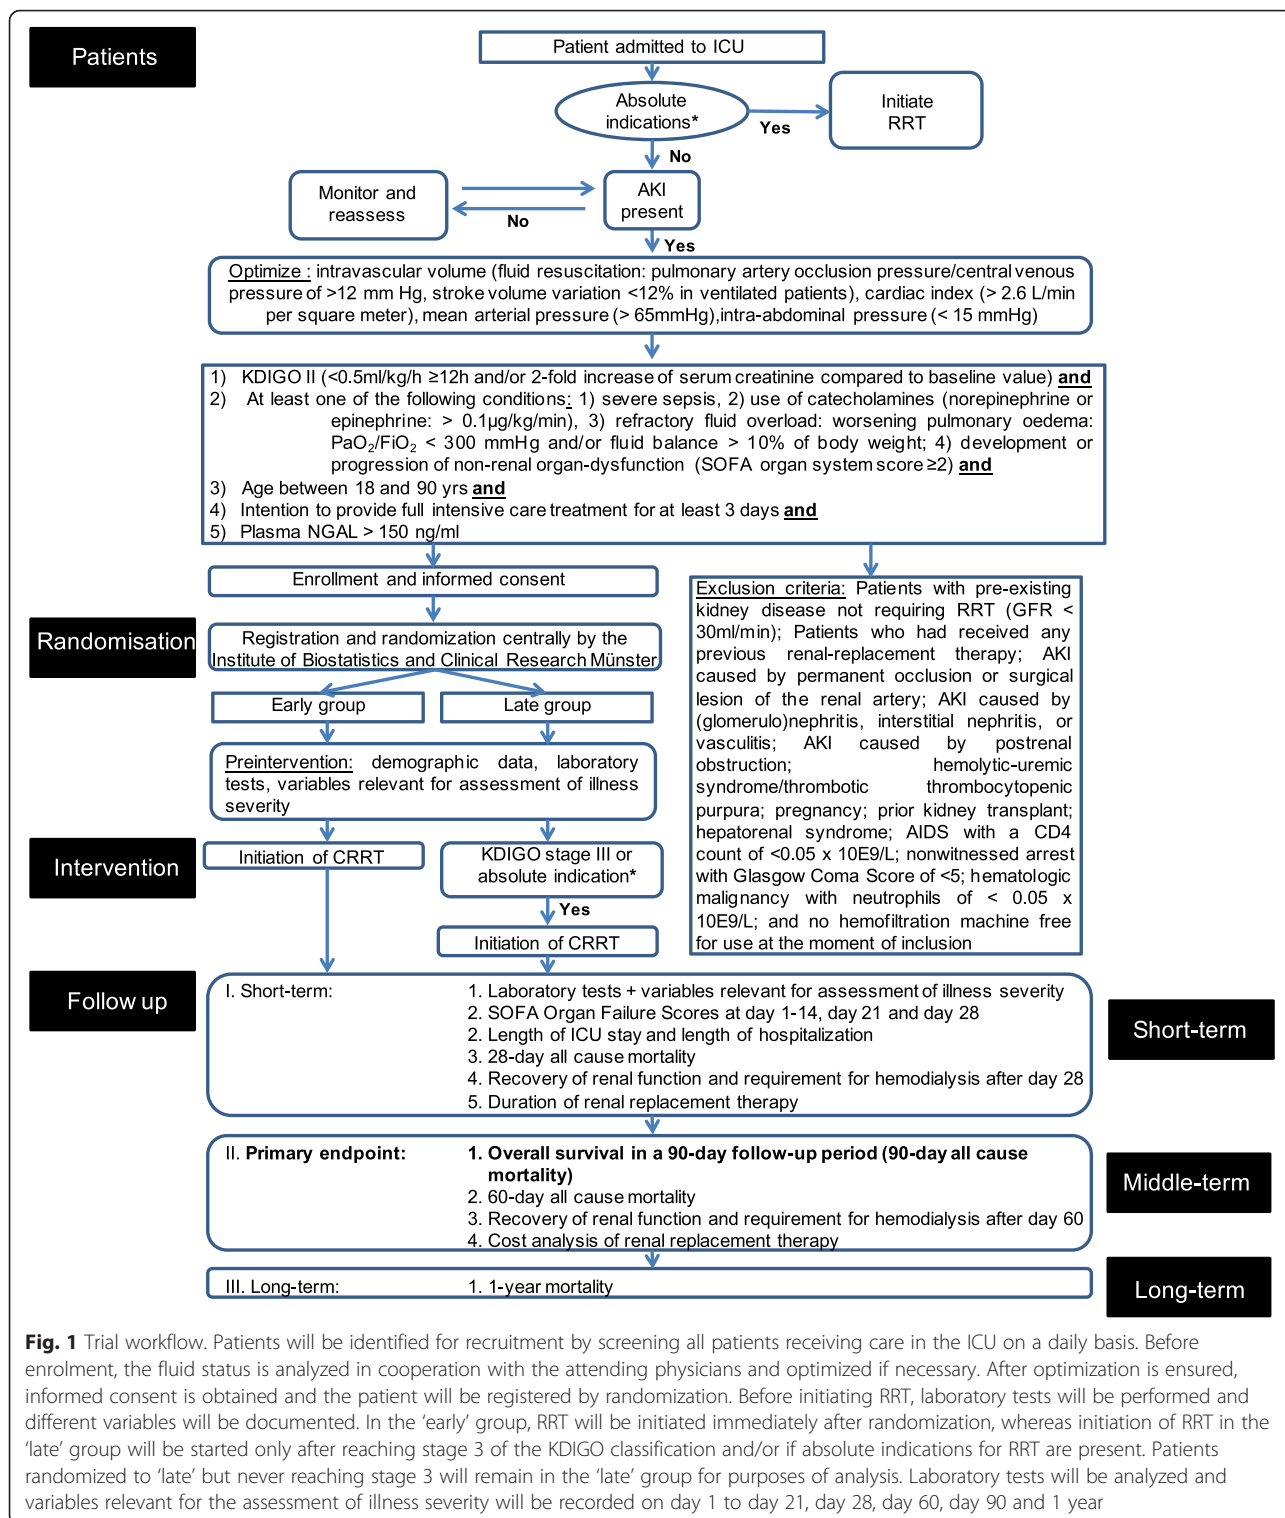 Patients
Patient admitted to ICU
Absolute
indications*
Yes
Initiate
RRT
No
Monitor and
reassess
AKI
present
No
Yes
Optimize : intravascular volume (fluid resuscitation: pulmonary artery occlusion pressure/central venous
pressure of >12 mm Hg, stroke volume variation <12% in ventilated patients), cardiac index (> 2.6 L/min
per square meter), mean arterial pressure (> 65mmHg),intra-abdominal pressure (< 15 mmHg)
1) KDIGO II (<0.5ml/kg/h ≥12h and/or 2-fold increase of serum creatinine compared to baseline value) and
2) At least one of the following conditions: 1) severe sepsis, 2) use of catecholamines (norepinephrine or
epinephrine: > 0.1µg/kg/min), 3) refractory fluid overload: worsening pulmonary oedema:
PaO2/FiO2 < 300 mmHg and/or fluid balance > 10% of body weight; 4) development or
progression of non-renal organ-dysfunction (SOFA organ system score ≥2) and
3) Age between 18 and 90 yrs and
4) Intention to provide full intensive care treatment for at least 3 days and
5) Plasma NGAL > 150 ng/ml
Enrollment and informed consent
Randomisation
Registration and randomization centrally by the
Institute of Biostatistics and Clinical Research Münster
Early group
Late group
Preintervention: demographic data, laboratory
tests, variables relevant for assessment of illness
severity
Intervention
Initiation of CRRT
KDIGO stage III or
absolute indication*
Yes
Initiation of CRRT
Exclusion criteria: Patients with pre-existing
kidney disease not requiring RRT (GFR <
30ml/min); Patients who had received any
previous renal-replacement therapy; AKI
caused by permanent occlusion or surgical
lesion of the renal artery; AKI caused by
(glomerulo)nephritis, interstitial nephritis, or
vasculitis; AKI caused by postrenal
obstruction; hemolytic-uremic
syndrome/thrombotic thrombocytopenic
purpura; pregnancy; prior kidney transplant;
hepatorenal syndrome; AIDS with a CD4
count of <0.05 x 10E9/L; nonwitnessed arrest
with Glasgow Coma Score of <5; hematologic
malignancy with neutrophils of < 0.05 x
10E9/L; and no hemofiltration machine free
for use at the moment of inclusion
Follow up
I. Short-term:
1. Laboratory tests + variables relevant for assessment of illness severity
2. SOFA Organ Failure Scores at day 1-14, day 21 and day 28
2. Length of ICU stay and length of hospitalization
3. 28-day all cause mortality
4. Recovery of renal function and requirement for hemodialysis after day 28
5. Duration of renal replacement therapy
Short-term
II. Primary endpoint:
1. Overall survival in a 90-day follow-up period (90-day all cause
mortality)
2. 60-day all cause mortality
3. Recovery of renal function and requirement for hemodialysis after day 60
4. Cost analysis of renal replacement therapy
Middle-term
III. Long-term:
1. 1-year mortality
Long-term
Fig. 1 Trial workflow. Patients will be identified for recruitment by screening all patients receiving care in the ICU on a daily basis. Before
enrolment, the fluid status is analyzed in cooperation with the attending physicians and optimized if necessary. After optimization is ensured,
informed consent is obtained and the patient will be registered by randomization. Before initiating RRT, laboratory tests will be performed and
different variables will be documented. In the ‘early’ group, RRT will be initiated immediately after randomization, whereas initiation of RRT in the
‘late’ group will be started only after reaching stage 3 of the KDIGO classification and/or if absolute indications for RRT are present. Patients
randomized to ‘late’ but never reaching stage 3 will remain in the ‘late’ group for purposes of analysis. Laboratory tests will be analyzed and
variables relevant for the assessment of illness severity will be recorded on day 1 to day 21, day 28, day 60, day 90 and 1 year